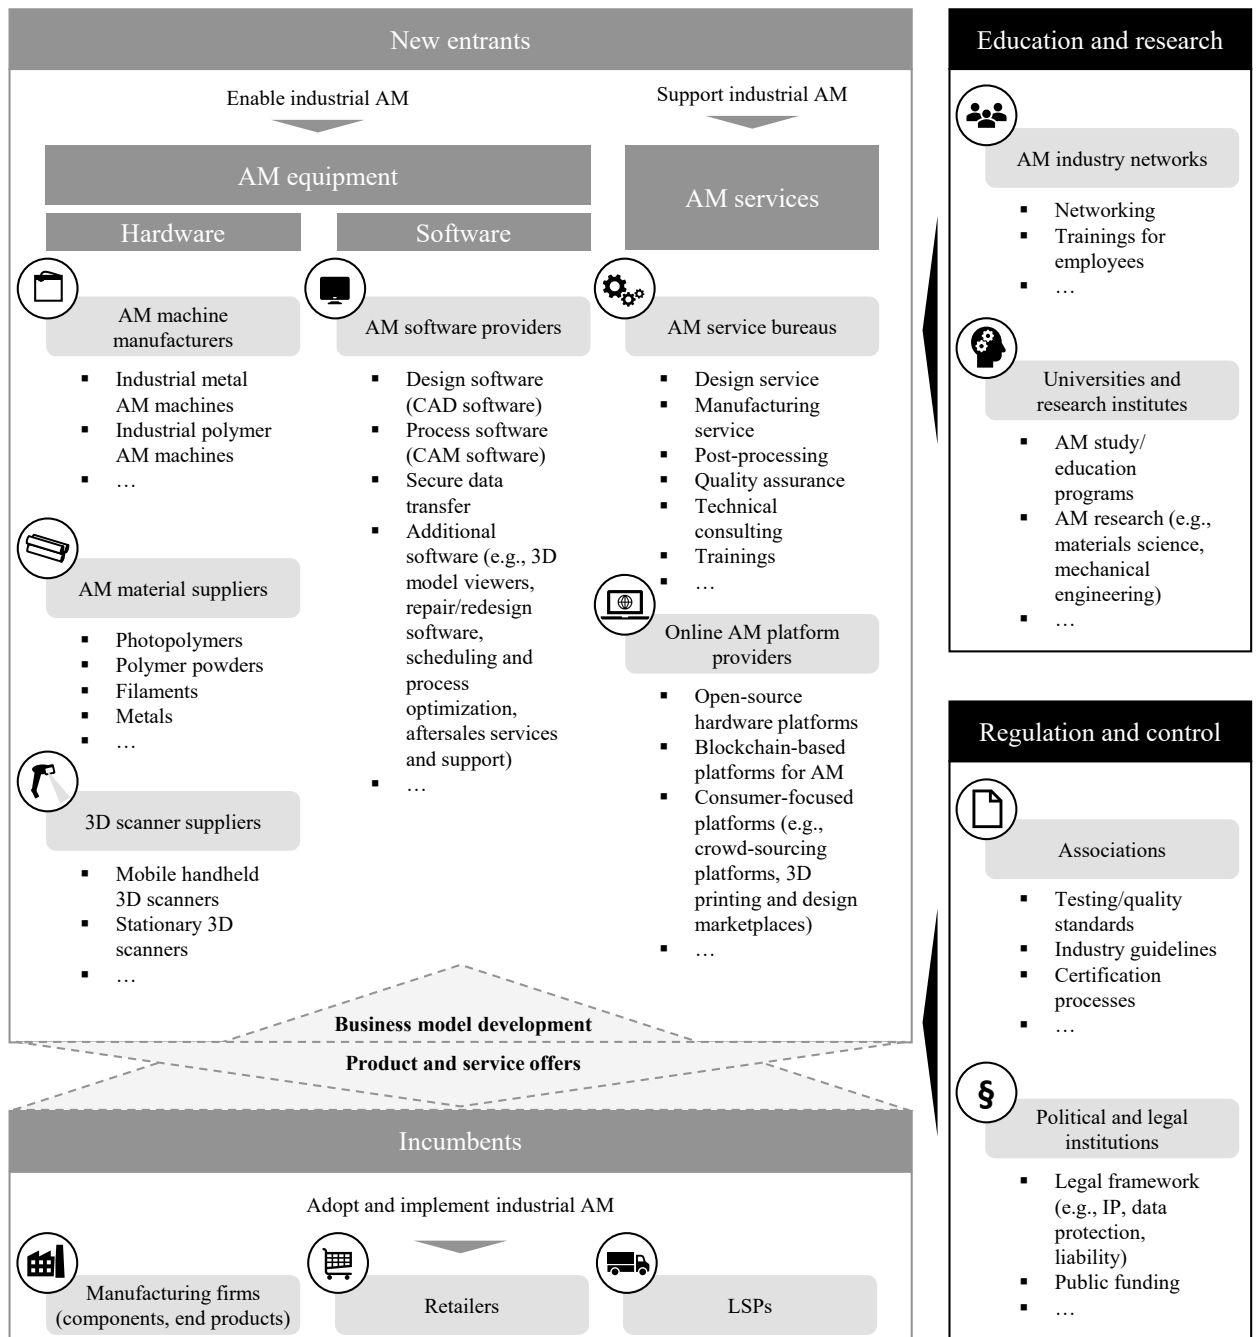 New entrants
Enable industrial AM
Support industrial AM
AM equipment
AM services
Hardware
Software
AM machine
manufacturers
▪ Industrial metal
AM machines
▪ Industrial polymer
AM machines
▪ …
AM material suppliers
▪ Photopolymers
▪ Polymer powders
▪ Filaments
▪ Metals
▪ …
3D scanner suppliers
▪ Mobile handheld
3D scanners
▪ Stationary 3D
scanners
▪ …
AM software providers
▪ Design software
(CAD software)
▪ Process software
(CAM software)
▪ Secure data
transfer
▪ Additional
software (e.g., 3D
model viewers,
repair/redesign
software,
scheduling and
process
optimization,
aftersales services
and support)
▪ …
AM service bureaus
▪ Design service
▪ Manufacturing
service
▪ Post-processing
▪ Quality assurance
▪ Technical
consulting
▪ Trainings
▪ …
Online AM platform
providers
▪ Open-source
hardware platforms
▪ Blockchain-based
platforms for AM
▪ Consumer-focused
platforms (e.g.,
crowd-sourcing
platforms, 3D
printing and design
marketplaces)
▪ …
Business model development
Product and service offers
Incumbents
Adopt and implement industrial AM
Manufacturing firms
(components, end products)
Retailers
LSPs
Education and research
AM industry networks
▪ Networking
▪ Trainings for
employees
▪ …
Universities and
research institutes
▪ AM study/
education
programs
▪ AM research (e.g.,
materials science,
mechanical
engineering)
▪ …
Regulation and control
Associations
▪ Testing/quality
standards
▪ Industry guidelines
▪ Certification
processes
▪ …
§
Political and legal
institutions
▪ Legal framework
(e.g., IP, data
protection,
liability)
▪ Public funding
▪ …